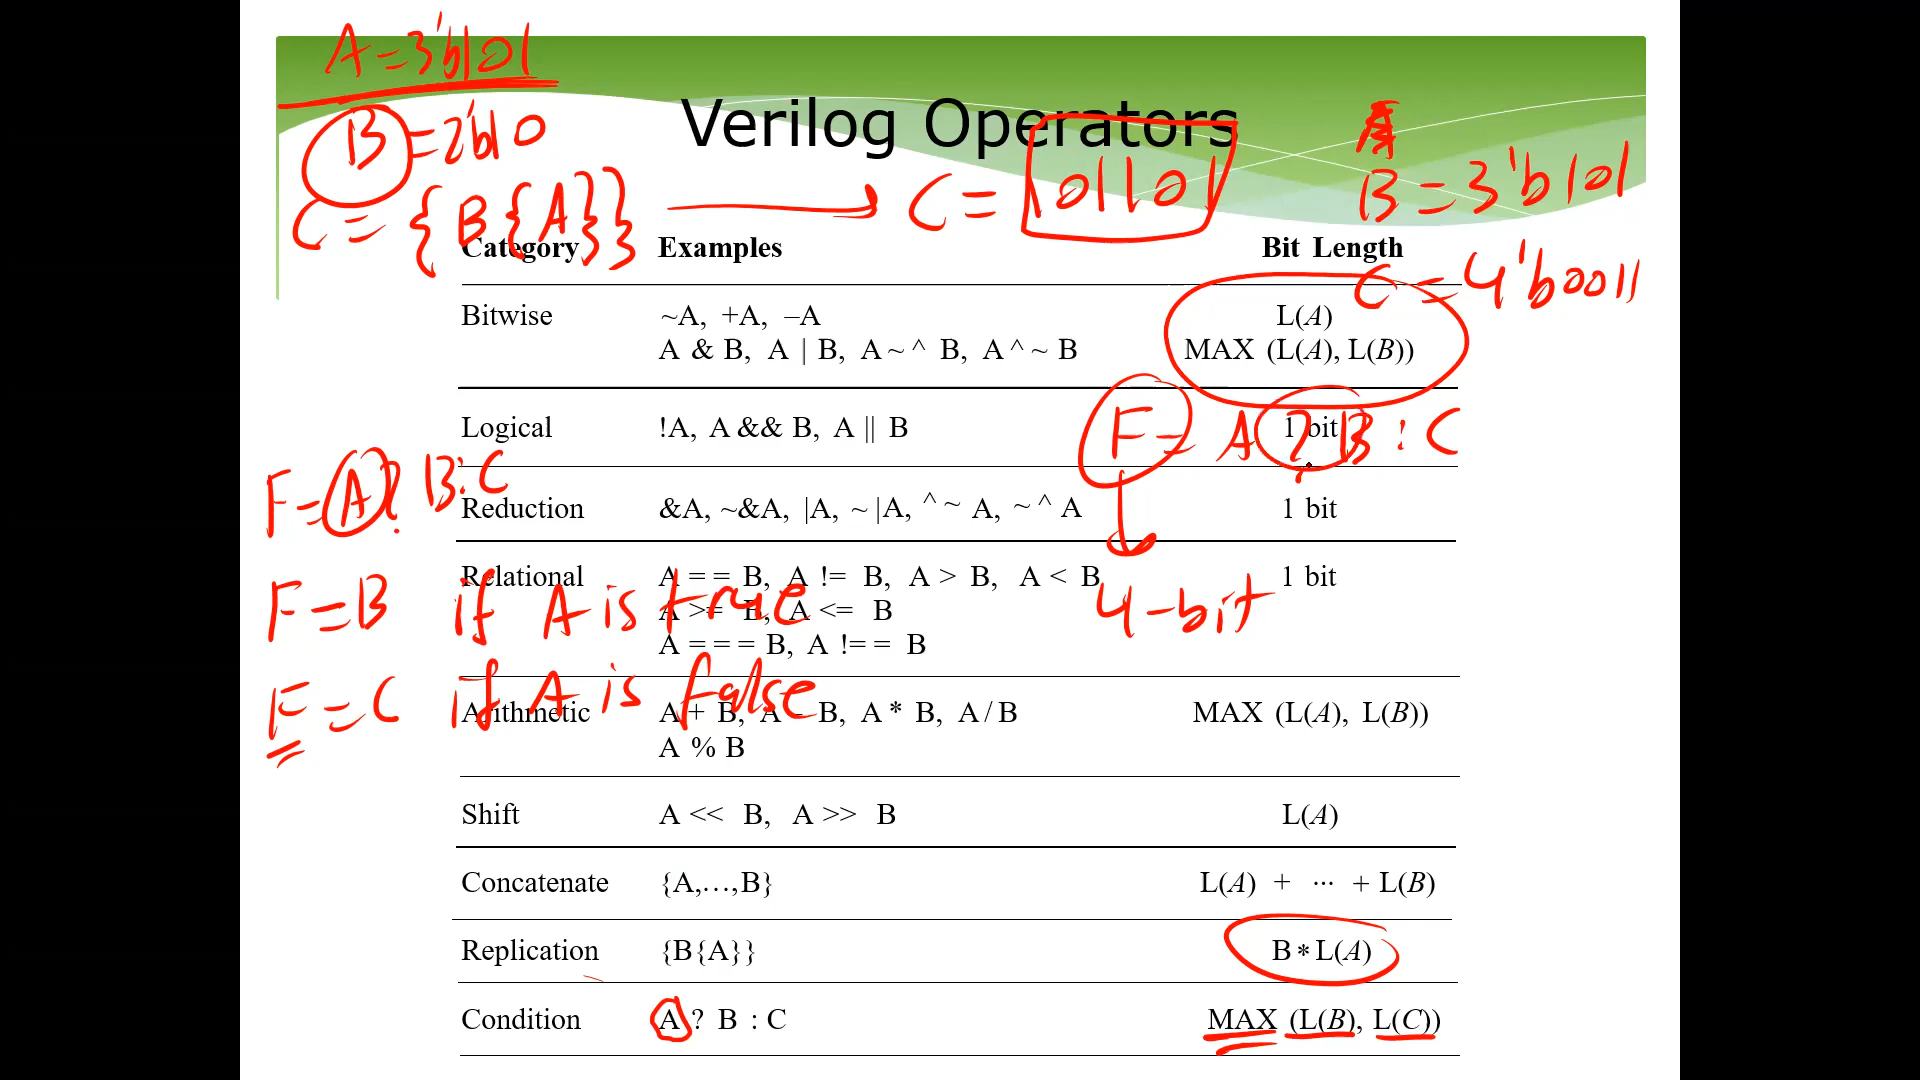 A = 3'b101
Verilog Operators
B = 2'b10
B = 3'b101
C = {B{A}} C = 101101
C = 4'b0011
Category Examples Bit Length
Bitwise ~A, +A, –A L(A)
A & B, A | B, A ~ ^ B, A ^ ~ B MAX (L(A), L(B))
Logical !A, A && B, A || B 1 bit
F = A ? B : C
F = A ? B : C
Reduction &A, ~&A, |A, ~ |A, ^ ~ A, ~ ^ A 1 bit
Relational A = = B, A != B, A > B, A < B 1 bit
F = B if A is true
4-bit
A >= B, A <= B
A = = = B, A != = B
F = C if A is false
Arithmetic A + B, A – B, A * B, A / B MAX (L(A), L(B))
A % B
Shift A << B, A >> B L(A)
Concatenate {A,...,B} L(A) + ··· + L(B)
Replication {B{A}} B * L(A)
Condition A ? B : C MAX (L(B), L(C))